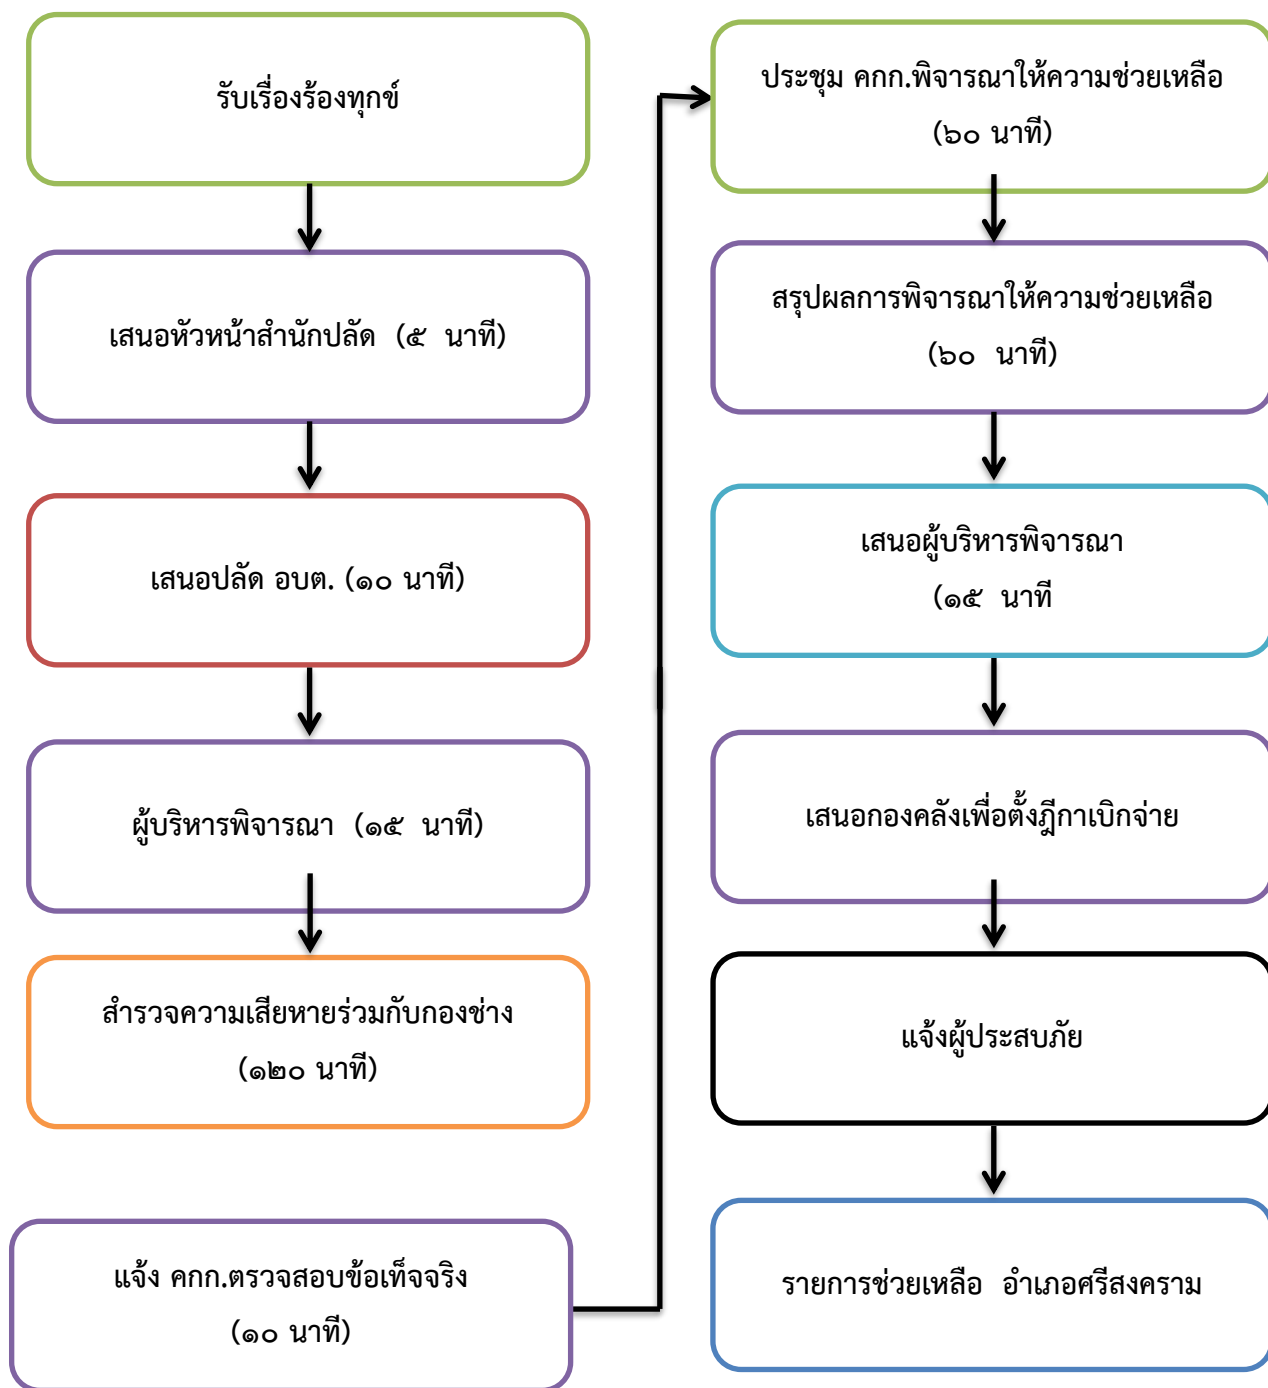 รับเรื่องร้องทุกข์
เสนอหัวหน้าสำนักปลัด (๕ นาที)
เสนอปลัด อบต. (๑๐ นาที)
ผู้บริหารพิจารณา (๑๕ นาที)
สำรวจความเสียหายร่วมกับกองช่าง
(๑๒๐ นาที)
แจ้ง คกก.ตรวจสอบข้อเท็จจริง
(๑๐ นาที)
ประชุม คกก.พิจารณาให้ความช่วยเหลือ
(๖๐ นาที)
สรุปผลการพิจารณาให้ความช่วยเหลือ
(๖๐ นาที)
เสนอผู้บริหารพิจารณา
(๑๕ นาที
เสนอกองคลังเพื่อตั้งฎีกาเบิกจ่าย
แจ้งผู้ประสบภัย
รายการช่วยเหลือ อำเภอศรีสงคราม